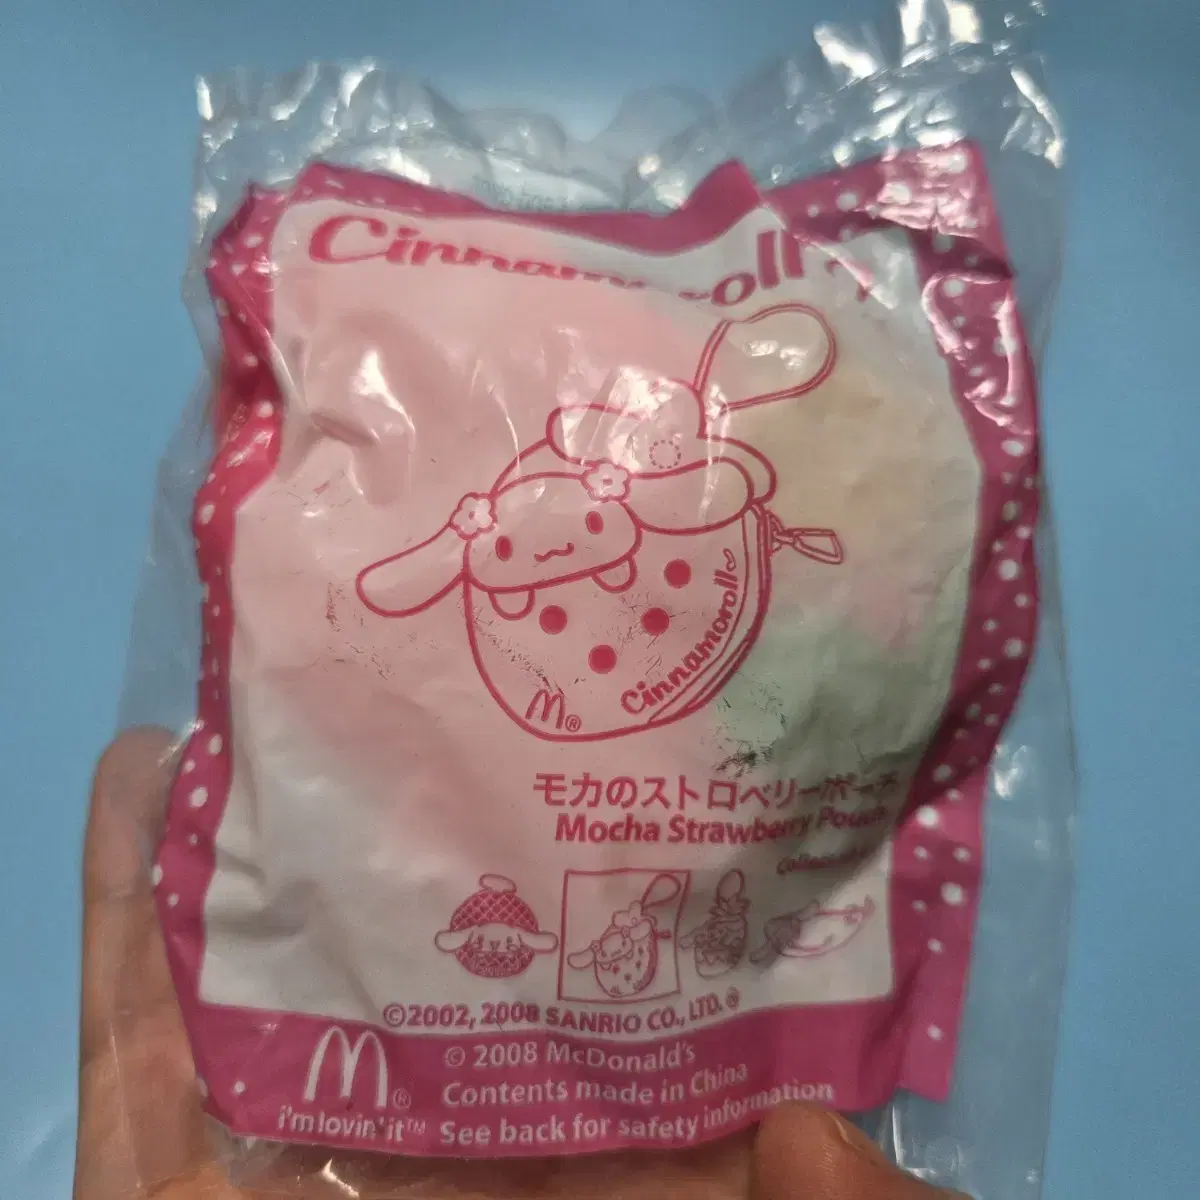 Cinnamoroll
Cinnamoroll
M®
モカのストロベリーポーチ
Mocha Strawberry Pouch
©2002, 2008 SANRIO CO., LTD. ®
© 2008 McDonald's
Contents made in China
i'm lovin' it™ See back for safety information